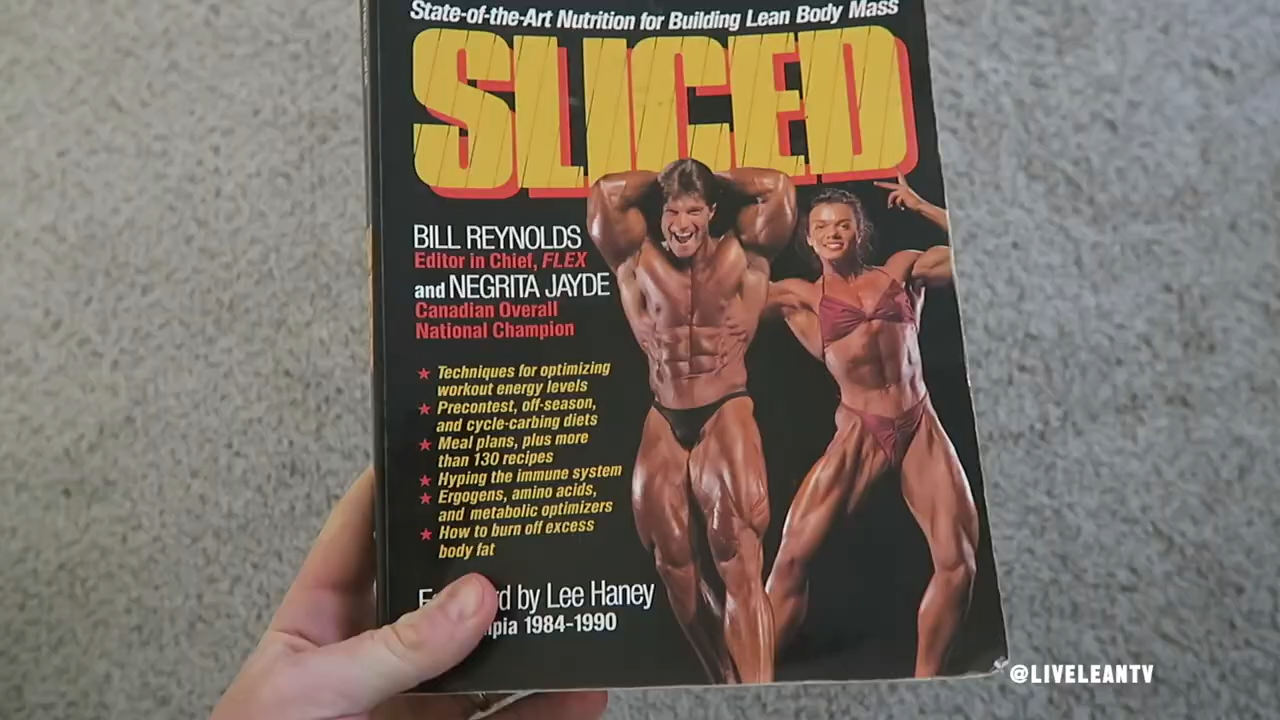 State-of-the-Art Nutrition for Building Lean Body Mass
SLICED
BILL REYNOLDS
Editor in Chief, FLEX
and NEGRITA JAYDE
Canadian Overall
National Champion
★ Techniques for optimizing
workout energy levels
★ Precontest, off-season,
and cycle-carbing diets
★ Meal plans, plus more
than 130 recipes
★ Hyping the immune system
★ Ergogens, amino acids,
and metabolic optimizers
★ How to burn off excess
body fat
by Lee Haney
1984-1990
@LIVELEANTV